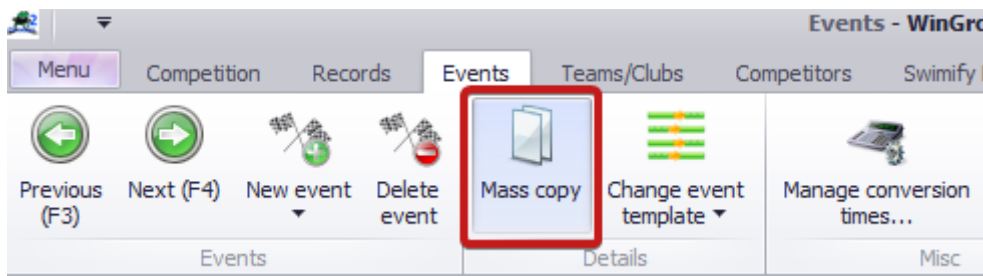 Events - WinGro
Menu Competition Records Events Teams/Clubs Competitors Swimify
Previous (F3) Next (F4) New event Delete event Mass copy Change event template Manage conversion times...
Events Details Misc